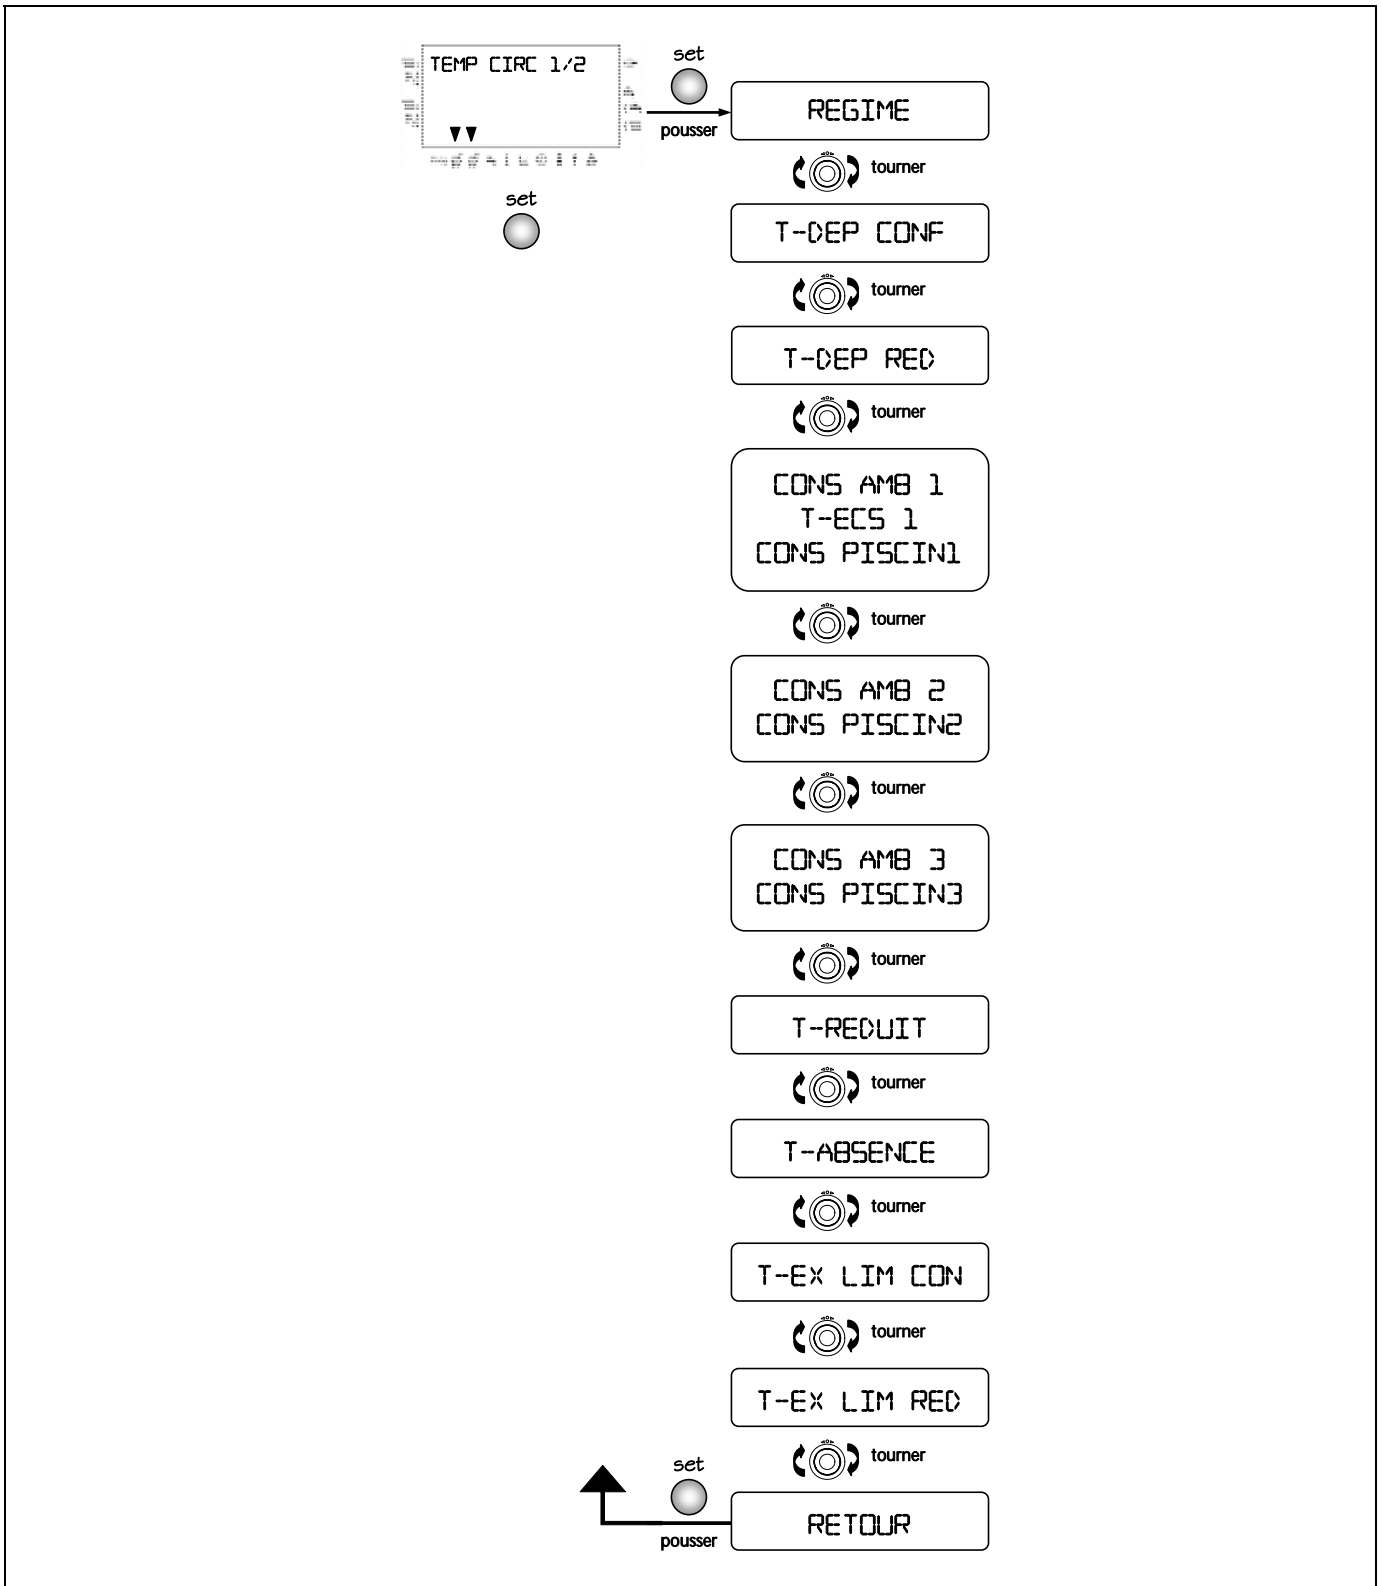 TEMP CIRC 1/2
set
pousser
set
REGIME
tourner
T-DEP CONF
tourner
T-DEP RED
tourner
CONS AMB 1
T-ECS 1
CONS PISCIN1
tourner
CONS AMB 2
CONS PISCIN2
tourner
CONS AMB 3
CONS PISCIN3
tourner
T-REDUIT
tourner
T-ABSENCE
tourner
T-EX LIM CON
tourner
T-EX LIM RED
tourner
set
pousser
RETOUR